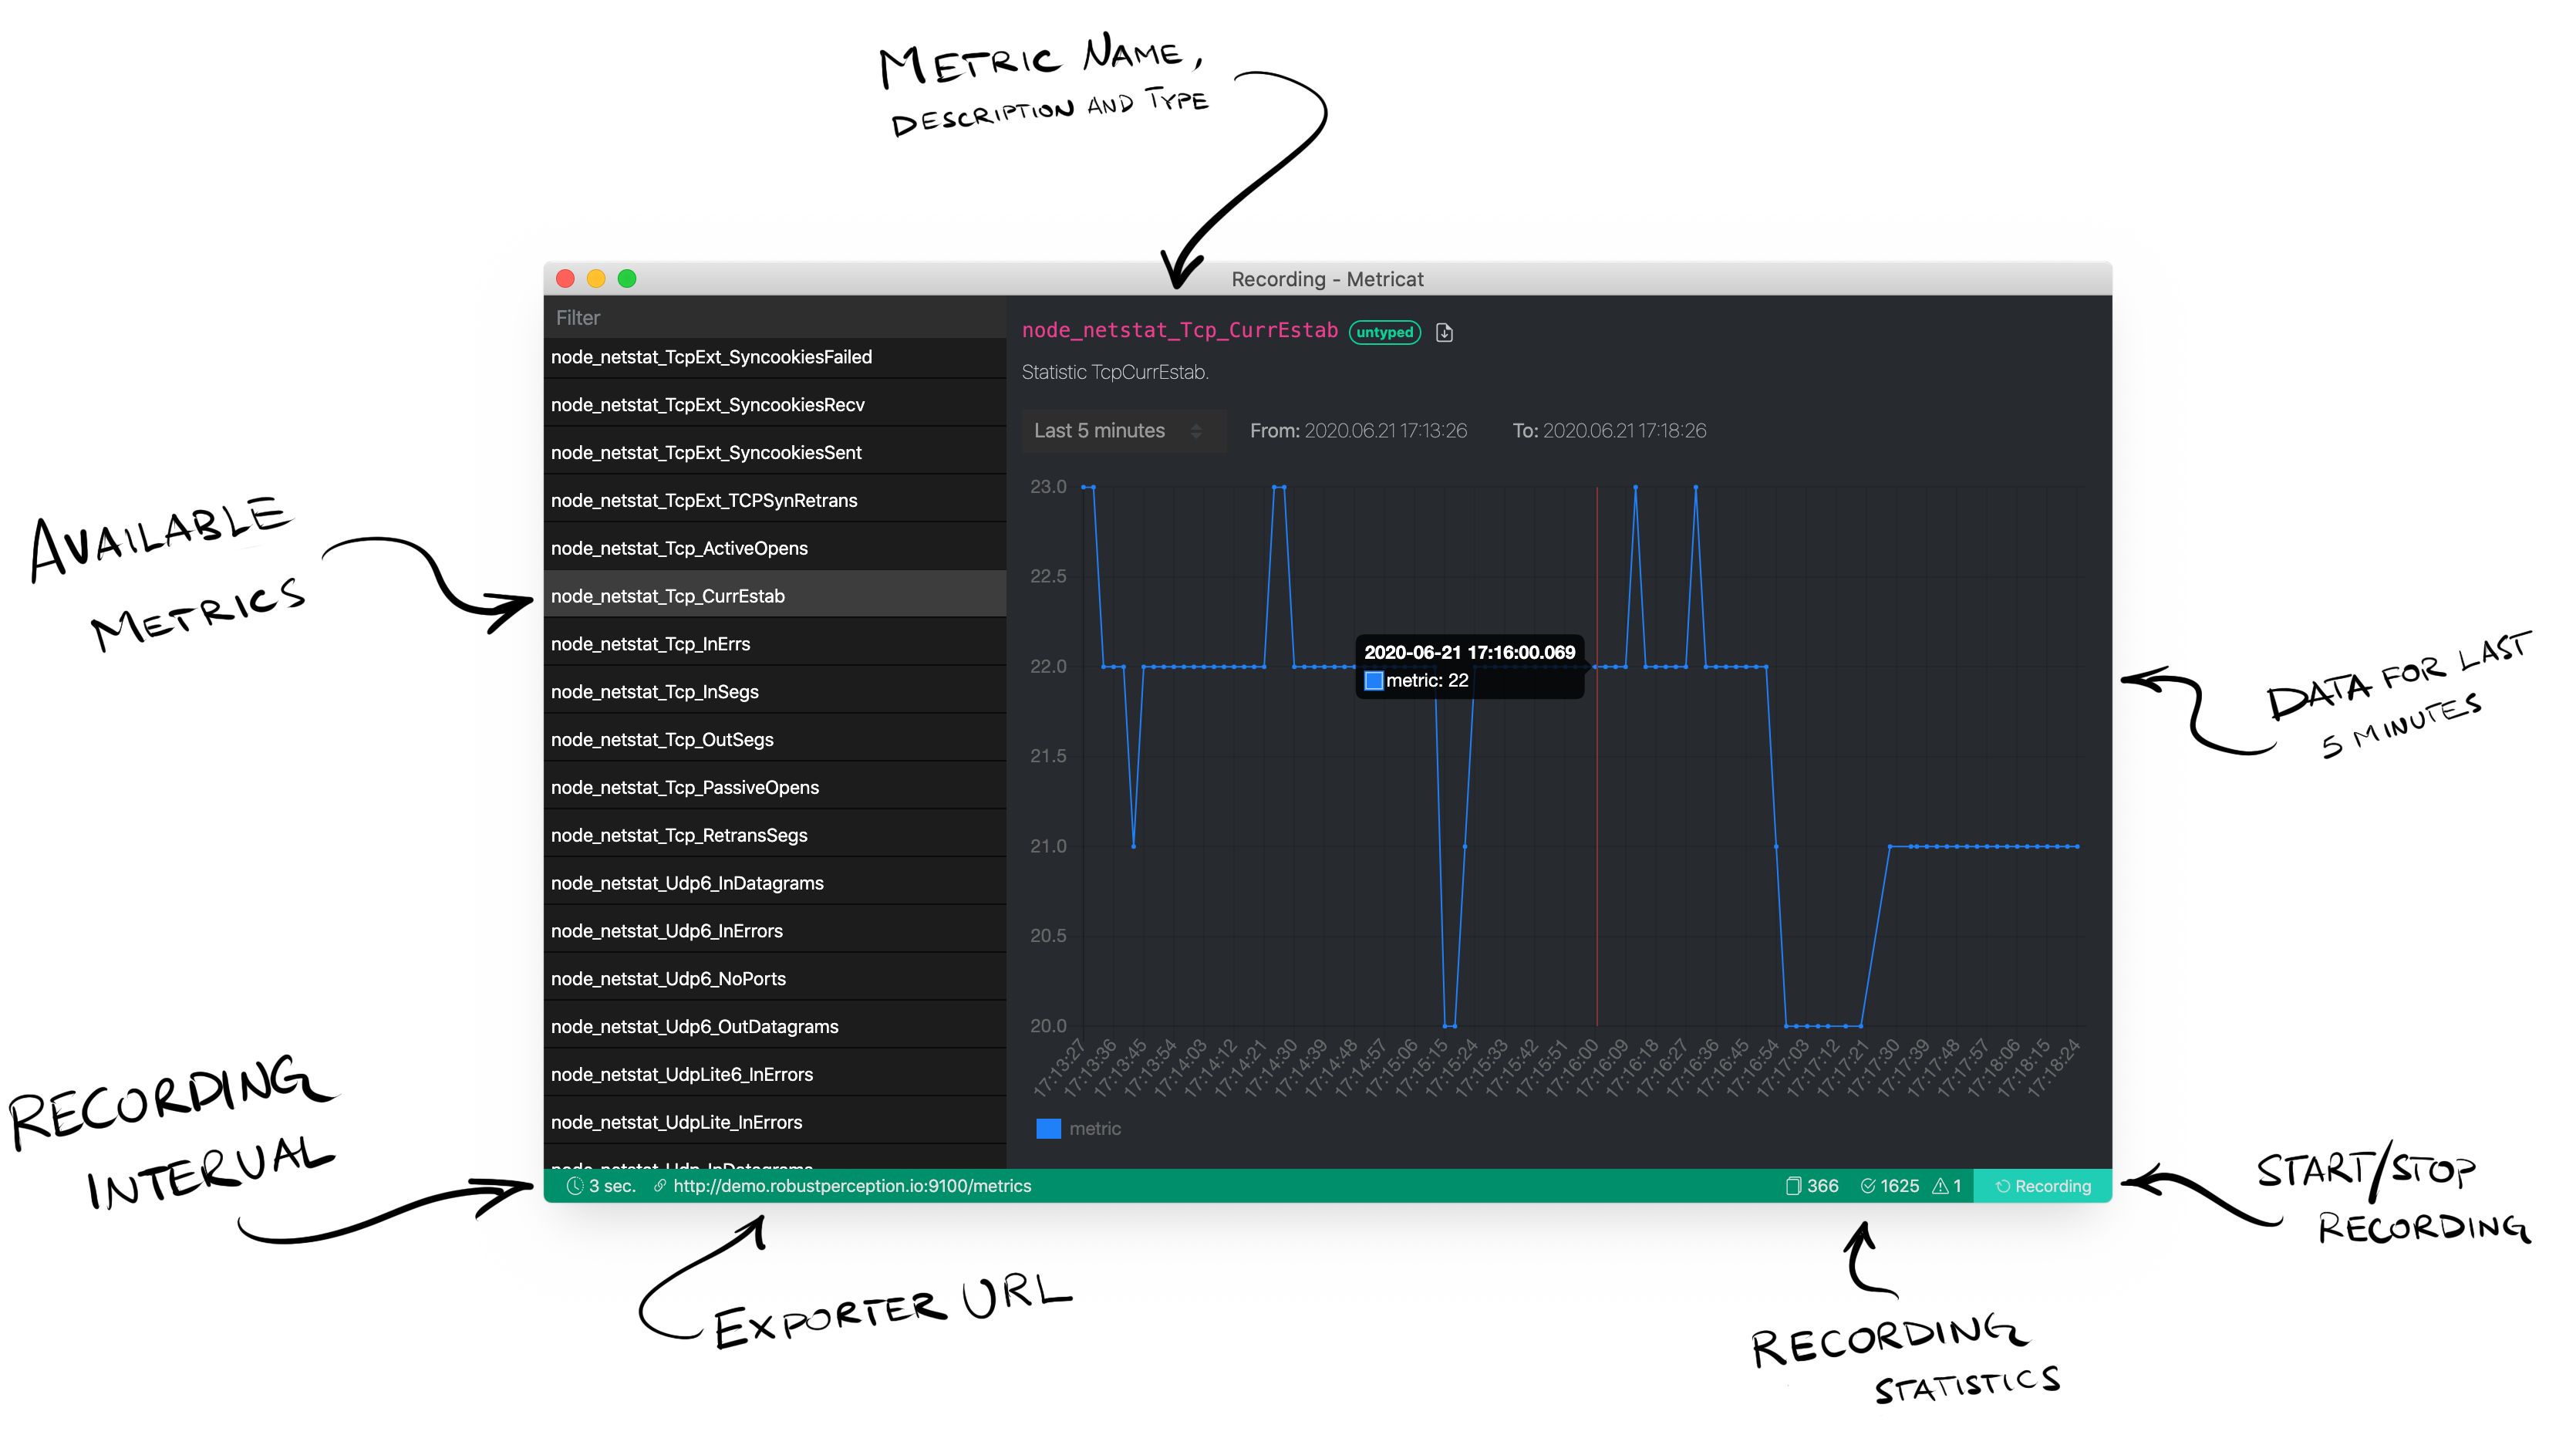 METRIC NAME,
DESCRIPTION AND TYPE
Recording - Metricat
Filter
node_netstat_TcpExt_SyncookiesFailed
node_netstat_TcpExt_SyncookiesRecv
node_netstat_TcpExt_SyncookiesSent
node_netstat_TcpExt_TCPSynRetrans
node_netstat_Tcp_ActiveOpens
node_netstat_Tcp_CurrEstab
node_netstat_Tcp_InErrs
node_netstat_Tcp_InSegs
node_netstat_Tcp_OutSegs
node_netstat_Tcp_PassiveOpens
node_netstat_Tcp_RetransSegs
node_netstat_Udp6_InDatagrams
node_netstat_Udp6_InErrors
node_netstat_Udp6_NoPorts
node_netstat_Udp6_OutDatagrams
node_netstat_UdpLite6_InErrors
node_netstat_UdpLite_InErrors
node_netstat_Udp_InDatagrams
node_netstat_Tcp_CurrEstab untyped
Statistic TcpCurrEstab.
Last 5 minutes From: 2020.06.21 17:13:26 To: 2020.06.21 17:18:26
23.0
22.5
22.0
21.5
21.0
20.5
20.0
2020-06-21 17:16:00.069
metric: 22
17:13:27
17:13:36
17:13:45
17:13:54
17:14:03
17:14:12
17:14:21
17:14:30
17:14:39
17:14:48
17:14:57
17:15:06
17:15:15
17:15:24
17:15:33
17:15:42
17:15:51
17:16:00
17:16:09
17:16:18
17:16:27
17:16:36
17:16:45
17:16:54
17:17:03
17:17:12
17:17:21
17:17:30
17:17:39
17:17:48
17:17:57
17:18:06
17:18:15
17:18:24
metric
3 sec. http://demo.robustperception.io:9100/metrics 366 1625 1 Recording
AVAILABLE
METRICS
DATA FOR LAST
5 MINUTES
RECORDING
INTERVAL
START/STOP
RECORDING
EXPORTER URL
RECORDING
STATISTICS